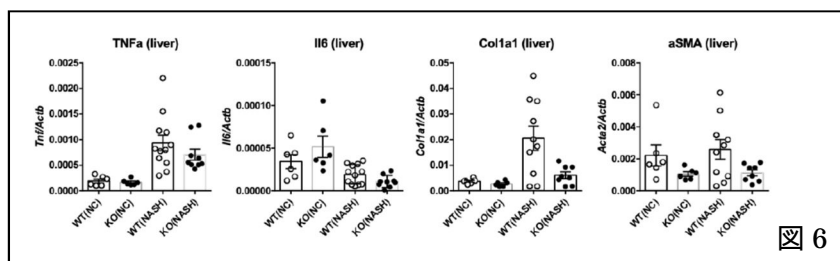 TNFa (liver)
Tnf/Actb
0.0025
0.0020
0.0015
0.0010
0.0005
0.0000
WT(NC)
KO(NC)
WT(NASH)
KO(NASH)
Il6 (liver)
Il6/Actb
0.00015
0.00010
0.00005
0.00000
WT(NC)
KO(NC)
WT(NASH)
KO(NASH)
Col1a1 (liver)
Col1a1/Actb
0.05
0.04
0.03
0.02
0.01
0.00
WT(NC)
KO(NC)
WT(NASH)
KO(NASH)
aSMA (liver)
Acta2/Actb
0.008
0.006
0.004
0.002
0.000
WT(NC)
KO(NC)
WT(NASH)
KO(NASH)
図 6